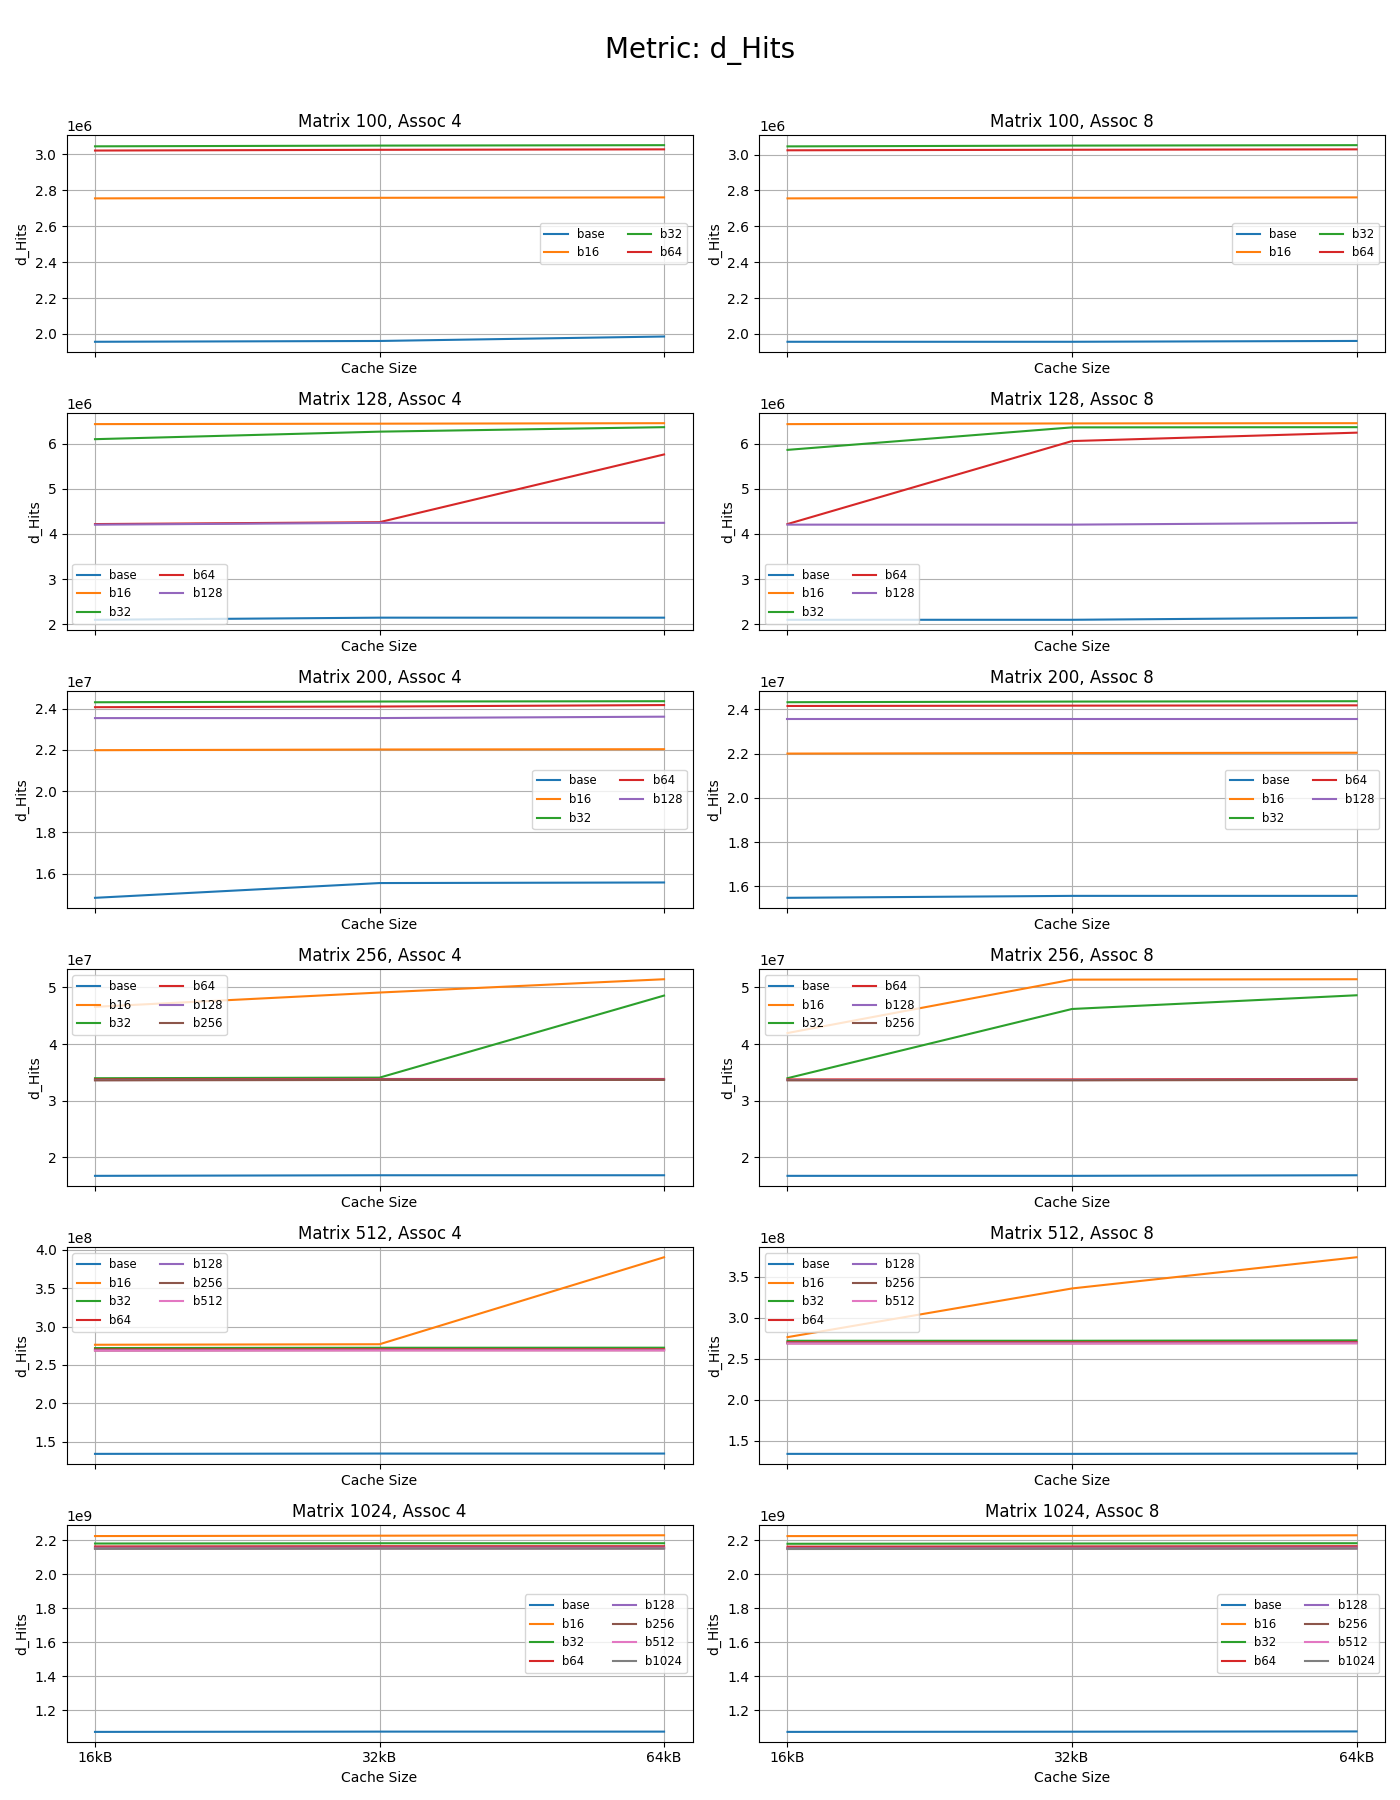 Metric: d_Hits
Matrix 100, Assoc 4
1e6
3.0
2.8
2.6
2.4
2.2
2.0
d_Hits
base b32
b16 b64
Cache Size
Matrix 100, Assoc 8
1e6
3.0
2.8
2.6
2.4
2.2
2.0
d_Hits
base b32
b16 b64
Cache Size
Matrix 128, Assoc 4
1e6
6
5
4
3
2
d_Hits
base b64
b16 b128
b32
Cache Size
Matrix 128, Assoc 8
1e6
6
5
4
3
2
d_Hits
base b64
b16 b128
b32
Cache Size
Matrix 200, Assoc 4
1e7
2.4
2.2
2.0
1.8
1.6
d_Hits
base b64
b16 b128
b32
Cache Size
Matrix 200, Assoc 8
1e7
2.4
2.2
2.0
1.8
1.6
d_Hits
base b64
b16 b128
b32
Cache Size
Matrix 256, Assoc 4
1e7
5
4
3
2
d_Hits
base b64
b16 b128
b32 b256
Cache Size
Matrix 256, Assoc 8
1e7
5
4
3
2
d_Hits
base b64
b16 b128
b32 b256
Cache Size
Matrix 512, Assoc 4
1e8
4.0
3.5
3.0
2.5
2.0
1.5
d_Hits
base b128
b16 b256
b32 b512
b64
Cache Size
Matrix 512, Assoc 8
1e8
3.5
3.0
2.5
2.0
1.5
d_Hits
base b128
b16 b256
b32 b512
b64
Cache Size
Matrix 1024, Assoc 4
1e9
2.2
2.0
1.8
1.6
1.4
1.2
d_Hits
base b128
b16 b256
b32 b512
b64 b1024
16kB 32kB 64kB
Cache Size
Matrix 1024, Assoc 8
1e9
2.2
2.0
1.8
1.6
1.4
1.2
d_Hits
base b128
b16 b256
b32 b512
b64 b1024
16kB 32kB 64kB
Cache Size